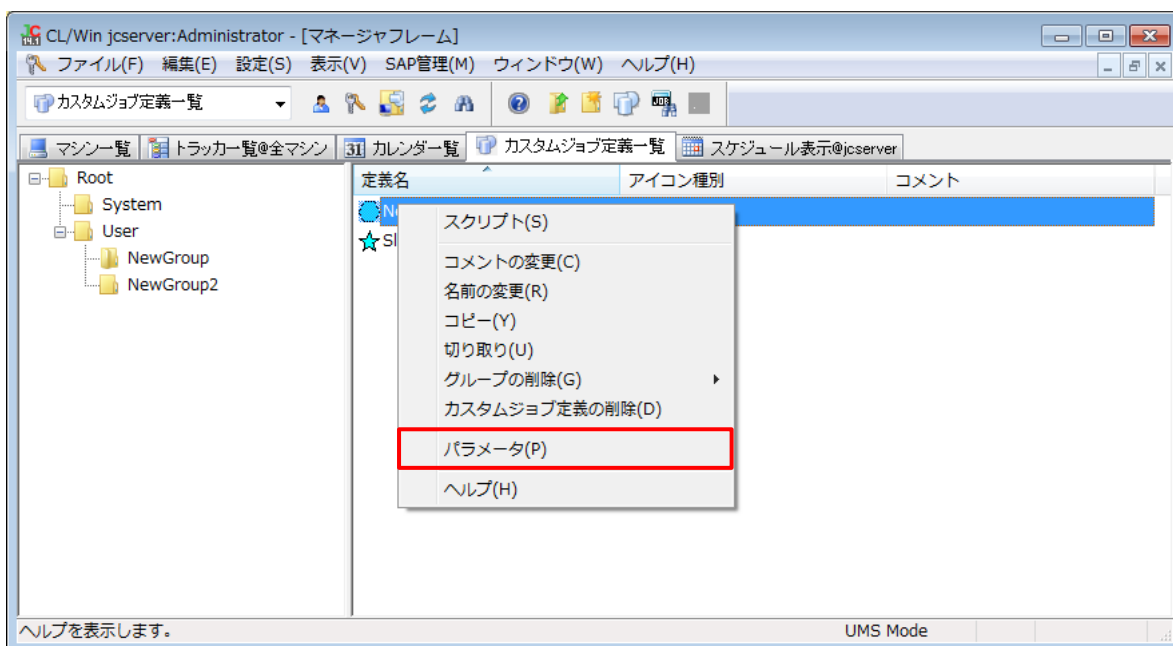 CL/Win jcserver:Administrator - [マネージャフレーム]
ファイル(F) 編集(E) 設定(S) 表示(V) SAP管理(M) ウィンドウ(W) ヘルプ(H)
カスタムジョブ定義一覧
マシン一覧 トラッカ一覧@全マシン 31 カレンダ一覧 カスタムジョブ定義一覧 スケジュール表示@jcserver
Root
System
User
NewGroup
NewGroup2
定義名 アイコン種別 コメント
スクリプト(S)
コメントの変更(C)
名前の変更(R)
コピー(Y)
切り取り(U)
グループの削除(G)
カスタムジョブ定義の削除(D)
パラメータ(P)
ヘルプ(H)
ヘルプを表示します。 UMS Mode